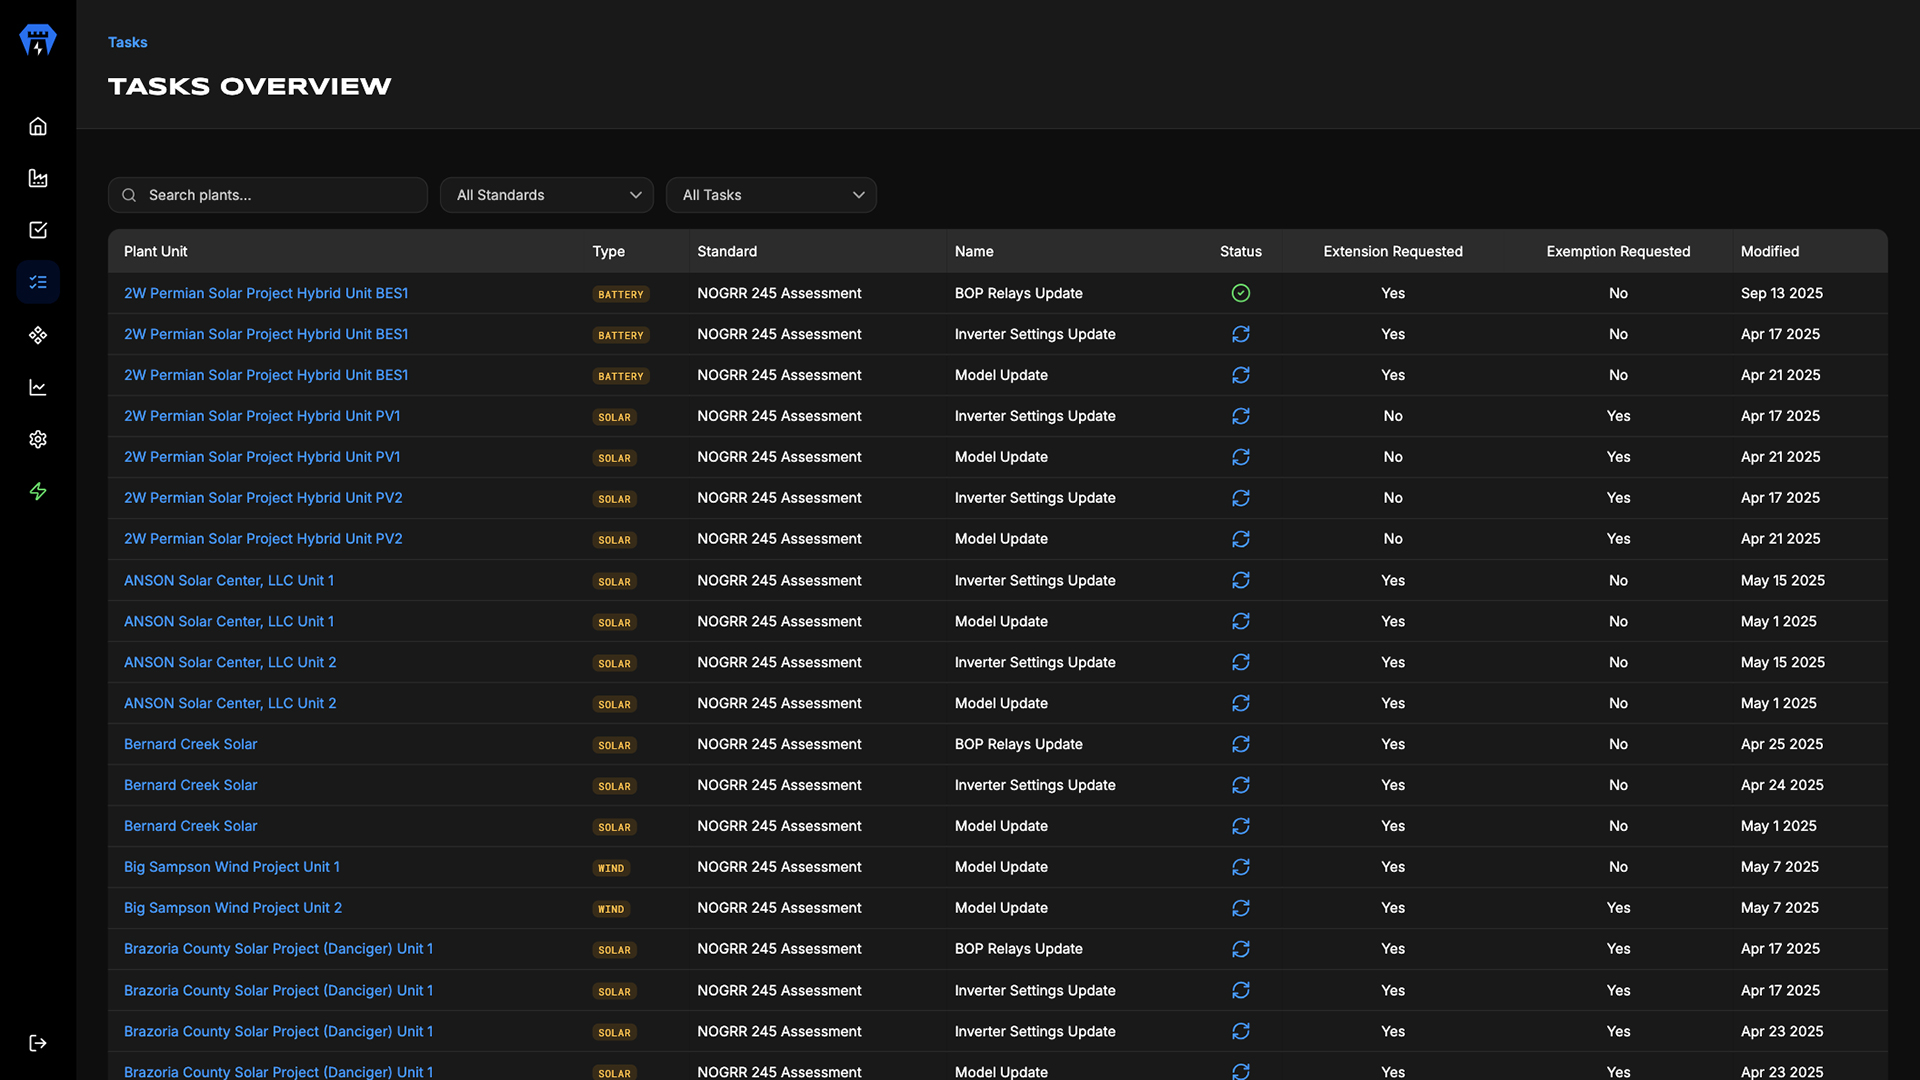 Tasks
TASKS OVERVIEW
Search plants... All Standards All Tasks
Plant Unit Type Standard Name Status Extension Requested Exemption Requested Modified
2W Permian Solar Project Hybrid Unit BES1 BATTERY NOGRR 245 Assessment BOP Relays Update Yes No Sep 13 2025
2W Permian Solar Project Hybrid Unit BES1 BATTERY NOGRR 245 Assessment Inverter Settings Update Yes No Apr 17 2025
2W Permian Solar Project Hybrid Unit BES1 BATTERY NOGRR 245 Assessment Model Update Yes No Apr 21 2025
2W Permian Solar Project Hybrid Unit PV1 SOLAR NOGRR 245 Assessment Inverter Settings Update No Yes Apr 17 2025
2W Permian Solar Project Hybrid Unit PV1 SOLAR NOGRR 245 Assessment Model Update No Yes Apr 21 2025
2W Permian Solar Project Hybrid Unit PV2 SOLAR NOGRR 245 Assessment Inverter Settings Update No Yes Apr 17 2025
2W Permian Solar Project Hybrid Unit PV2 SOLAR NOGRR 245 Assessment Model Update No Yes Apr 21 2025
ANSON Solar Center, LLC Unit 1 SOLAR NOGRR 245 Assessment Inverter Settings Update Yes No May 15 2025
ANSON Solar Center, LLC Unit 1 SOLAR NOGRR 245 Assessment Model Update Yes No May 1 2025
ANSON Solar Center, LLC Unit 2 SOLAR NOGRR 245 Assessment Inverter Settings Update Yes No May 15 2025
ANSON Solar Center, LLC Unit 2 SOLAR NOGRR 245 Assessment Model Update Yes No May 1 2025
Bernard Creek Solar SOLAR NOGRR 245 Assessment BOP Relays Update Yes No Apr 25 2025
Bernard Creek Solar SOLAR NOGRR 245 Assessment Inverter Settings Update Yes No Apr 24 2025
Bernard Creek Solar SOLAR NOGRR 245 Assessment Model Update Yes No May 1 2025
Big Sampson Wind Project Unit 1 WIND NOGRR 245 Assessment Model Update Yes No May 7 2025
Big Sampson Wind Project Unit 2 WIND NOGRR 245 Assessment Model Update Yes Yes May 7 2025
Brazoria County Solar Project (Danciger) Unit 1 SOLAR NOGRR 245 Assessment BOP Relays Update Yes Yes Apr 17 2025
Brazoria County Solar Project (Danciger) Unit 1 SOLAR NOGRR 245 Assessment Inverter Settings Update Yes Yes Apr 17 2025
Brazoria County Solar Project (Danciger) Unit 1 SOLAR NOGRR 245 Assessment Inverter Settings Update Yes Yes Apr 23 2025
Brazoria County Solar Project (Danciger) Unit 1 SOLAR NOGRR 245 Assessment Model Update Yes Yes Apr 23 2025